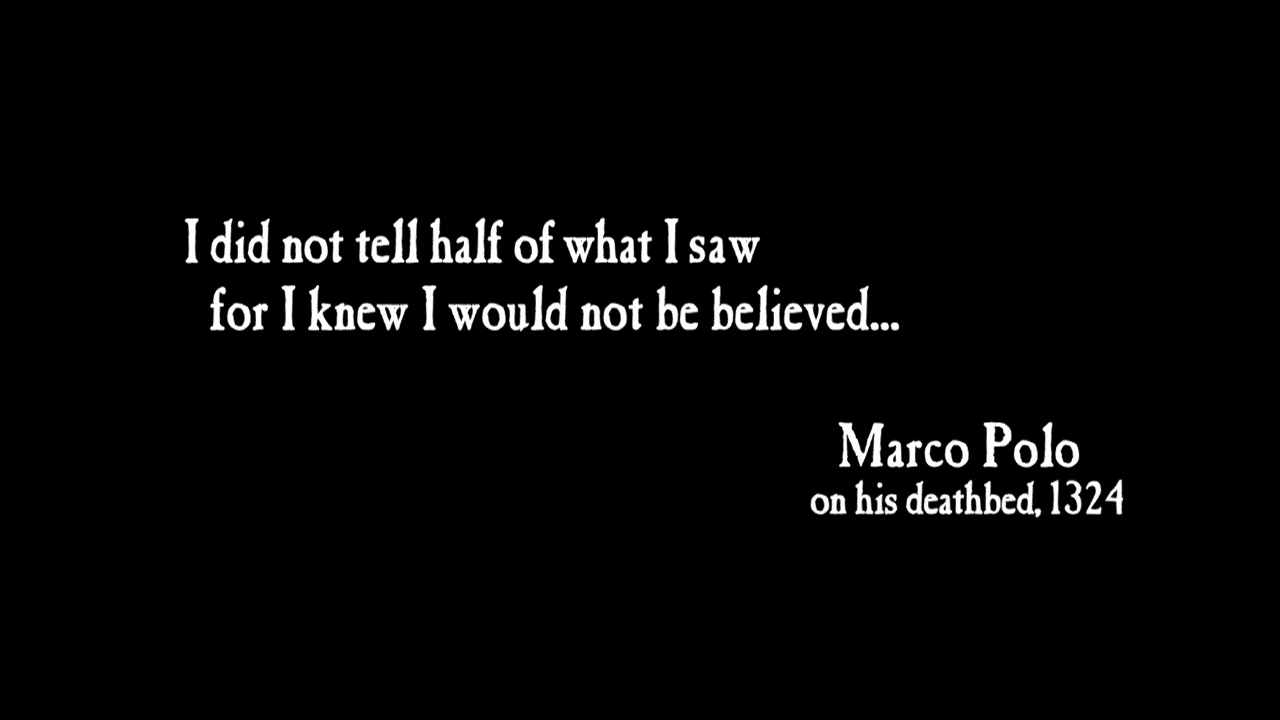 I did not tell half of what I saw
for I knew I would not be believed...
Marco Polo
on his deathbed, 1324